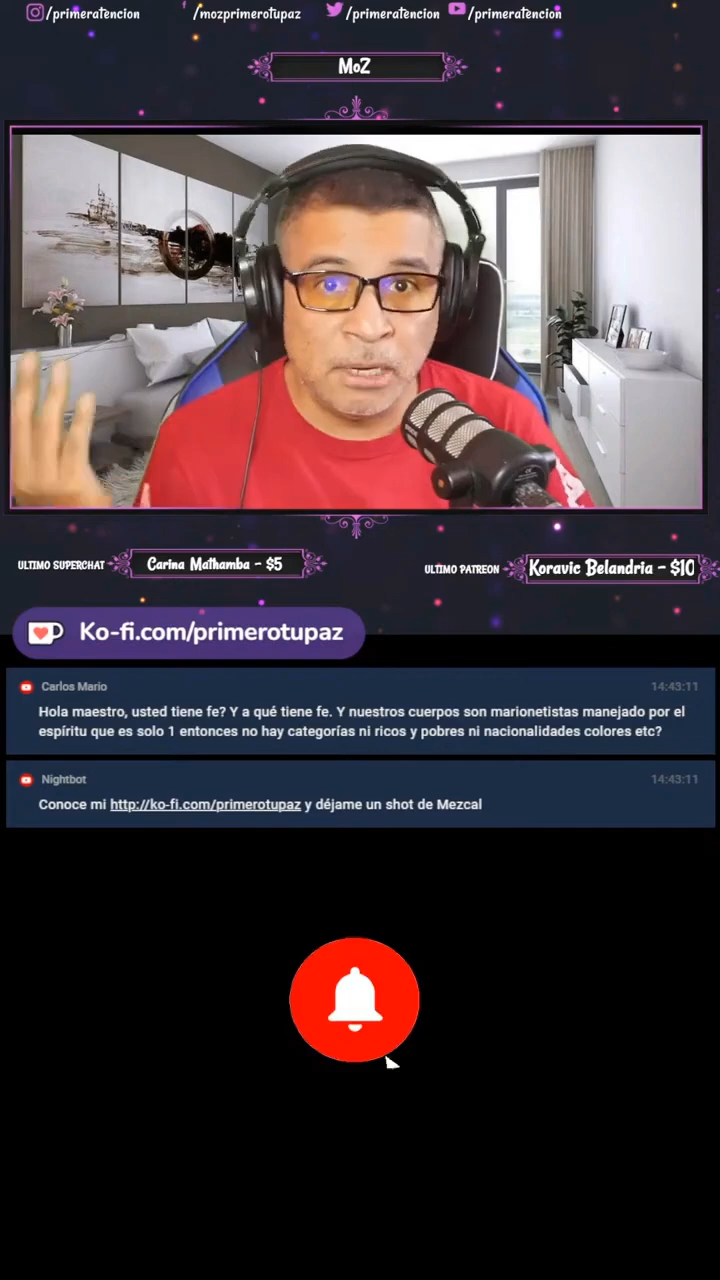 /primeratencion
/mozprimerotupaz
/primeratencion
/primeratencion
MoZ
ULTIMO SUPERCHAT
Carina Mathamba - $5
ULTIMO PATREON
Koravic Belandria - $10
Ko-fi.com/primerotupaz
Carlos Mario
14:43:11
Hola maestro, usted tiene fe? Y a qué tiene fe. Y nuestros cuerpos son marionetistas manejado por el
espíritu que es solo 1 entonces no hay categorías ni ricos y pobres ni nacionalidades colores etc?
Nightbot
14:43:11
Conoce mi http://ko-fi.com/primerotupaz y déjame un shot de Mezcal